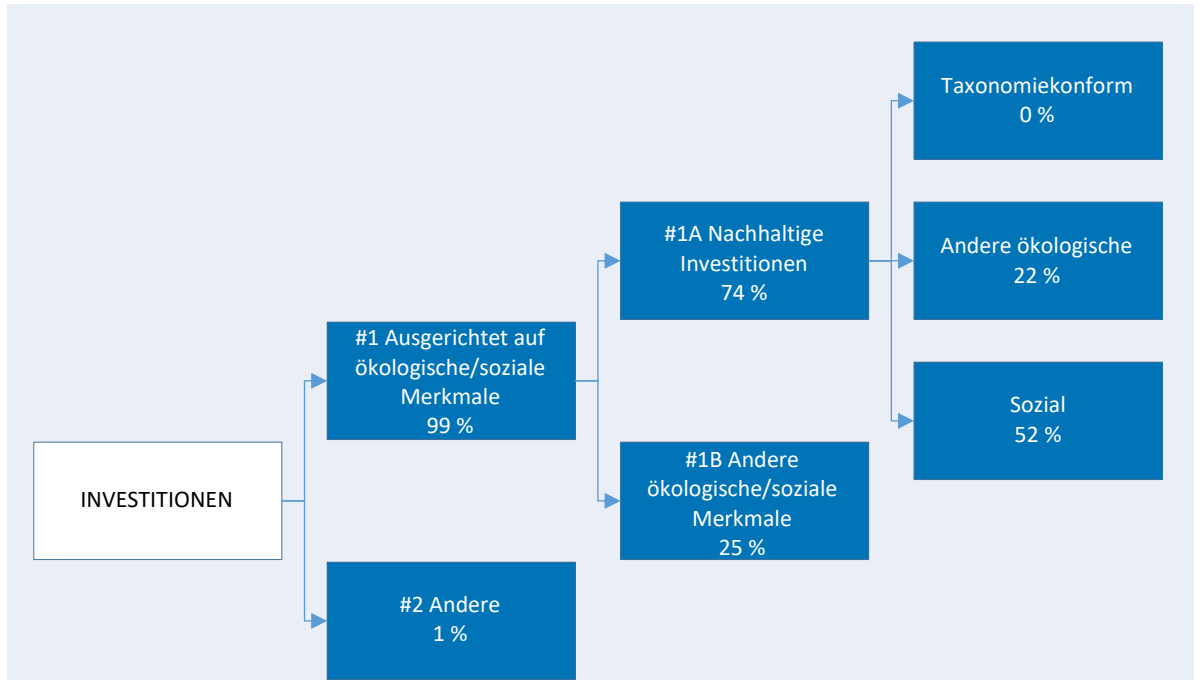 INVESTITIONEN
#1 Ausgerichtet auf
ökologische/soziale
Merkmale
99 %
#2 Andere
1 %
#1A Nachhaltige
Investitionen
74 %
#1B Andere
ökologische/soziale
Merkmale
25 %
Taxonomiekonform
0 %
Andere ökologische
22 %
Sozial
52 %